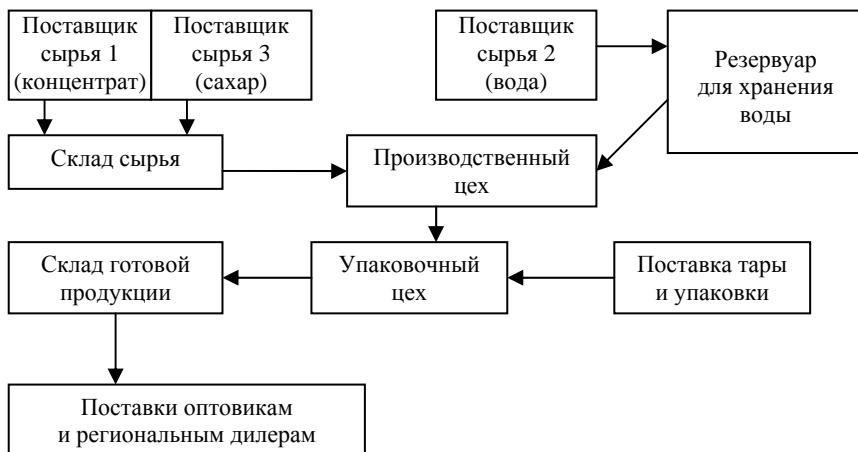 Поставщик
сырья 1
(концентрат)
Поставщик
сырья 3
(сахар)
Поставщик
сырья 2
(вода)
Резервуар
для хранения
воды
Склад сырья
Производственный
цех
Склад готовой
продукции
Упаковочный
цех
Поставка тары
и упаковки
Поставки оптовикам
и региональным дилерам